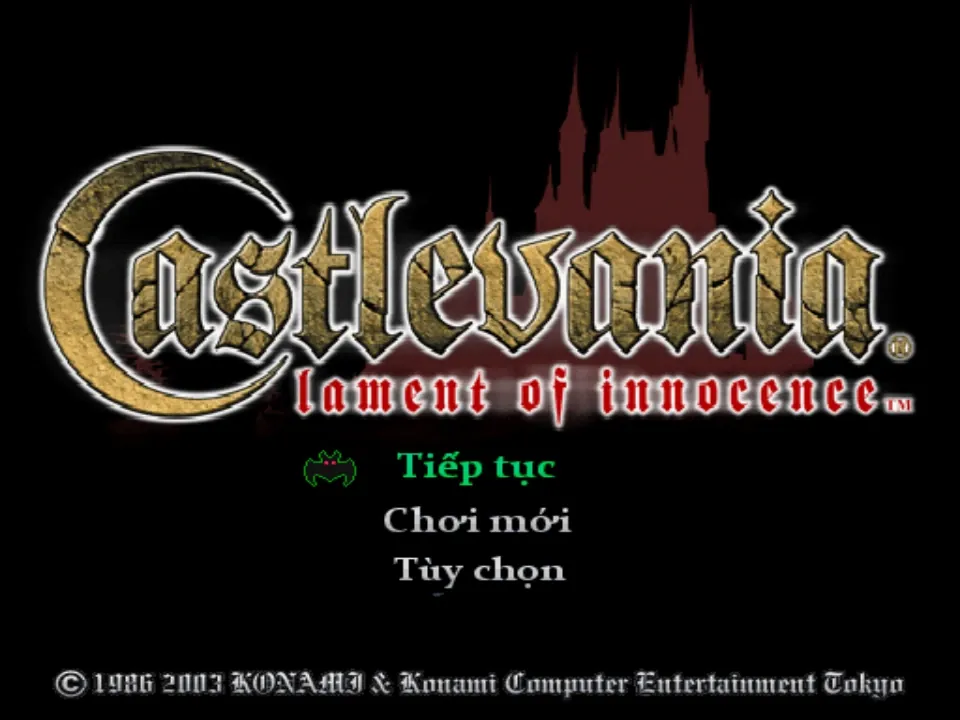 Castlevania®
lament of innocence™
Tiếp tục
Chơi mới
Tùy chọn
© 1986 2003 KONAMI & Konami Computer Entertainment Tokyo